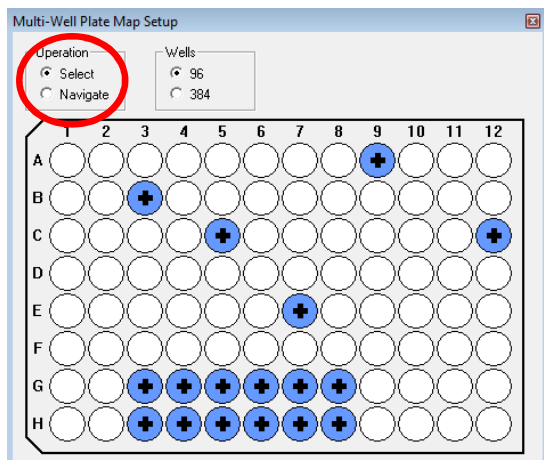 Multi-Well Plate Map Setup
Operation
Wells
Select
96
Navigate
384
1 2 3 4 5 6 7 8 9 10 11 12
A
B
C
D
E
F
G
H